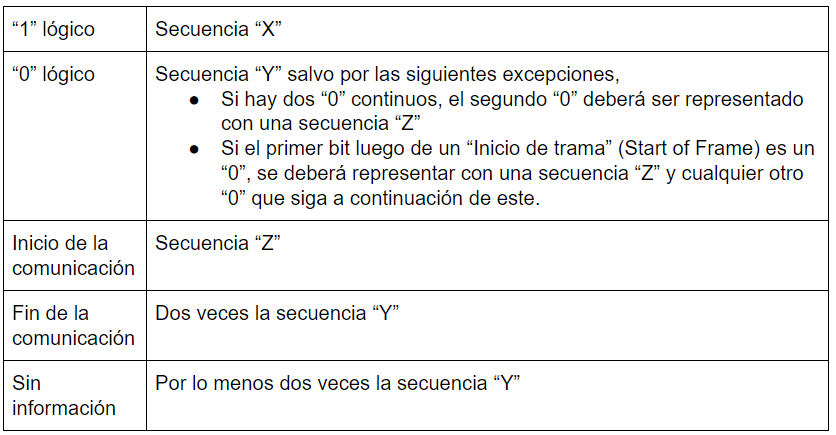 “1” lógico
Secuencia “X”
“0” lógico
Secuencia “Y” salvo por las siguientes excepciones,
● Si hay dos “0” continuos, el segundo “0” deberá ser representado
con una secuencia “Z”
● Si el primer bit luego de un “Inicio de trama” (Start of Frame) es un
“0”, se deberá representar con una secuencia “Z” y cualquier otro
“0” que siga a continuación de este.
Inicio de la
comunicación
Secuencia “Z”
Fin de la
comunicación
Dos veces la secuencia “Y”
Sin
información
Por lo menos dos veces la secuencia “Y”